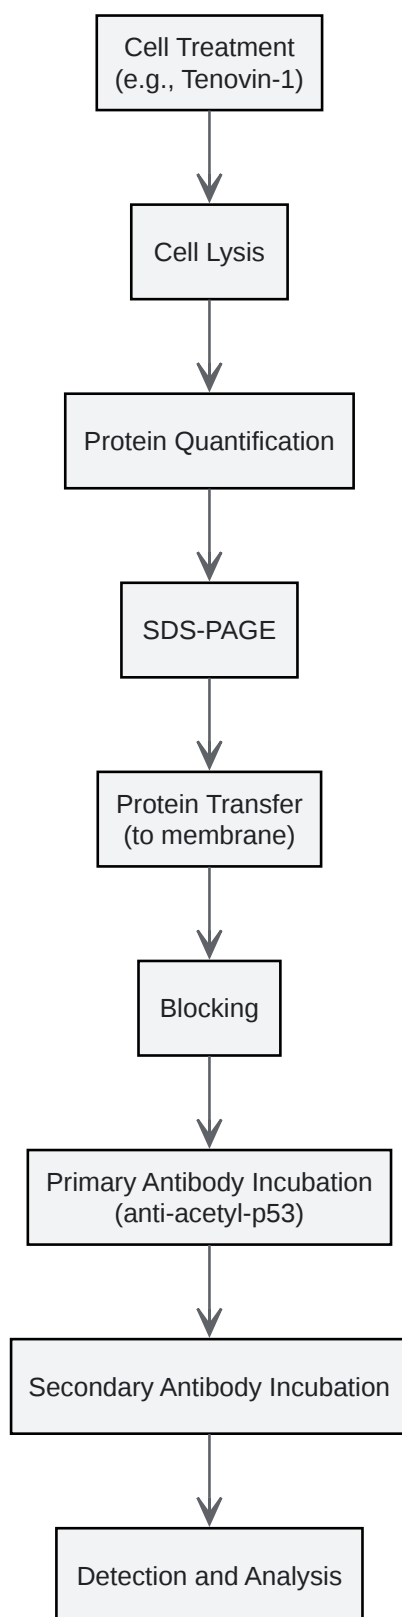 Cell Treatment
(e.g., Tenovin-1)
Cell Lysis
Protein Quantification
SDS-PAGE
Protein Transfer
(to membrane)
Blocking
Primary Antibody Incubation
(anti-acetyl-p53)
Secondary Antibody Incubation
Detection and Analysis